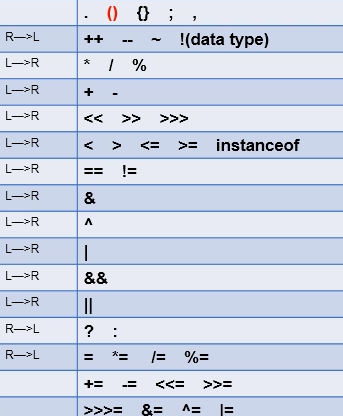 . () {} ; ,
R—>L ++ -- ~ !(data type)
L—>R * / %
L—>R + -
L—>R << >> >>>
L—>R < > <= >= instanceof
L—>R == !=
L—>R &
L—>R ^
L—>R |
L—>R &&
L—>R ||
R—>L ? :
R—>L = *= /= %=
+= -= <<= >>=
>>>= &= ^= |=